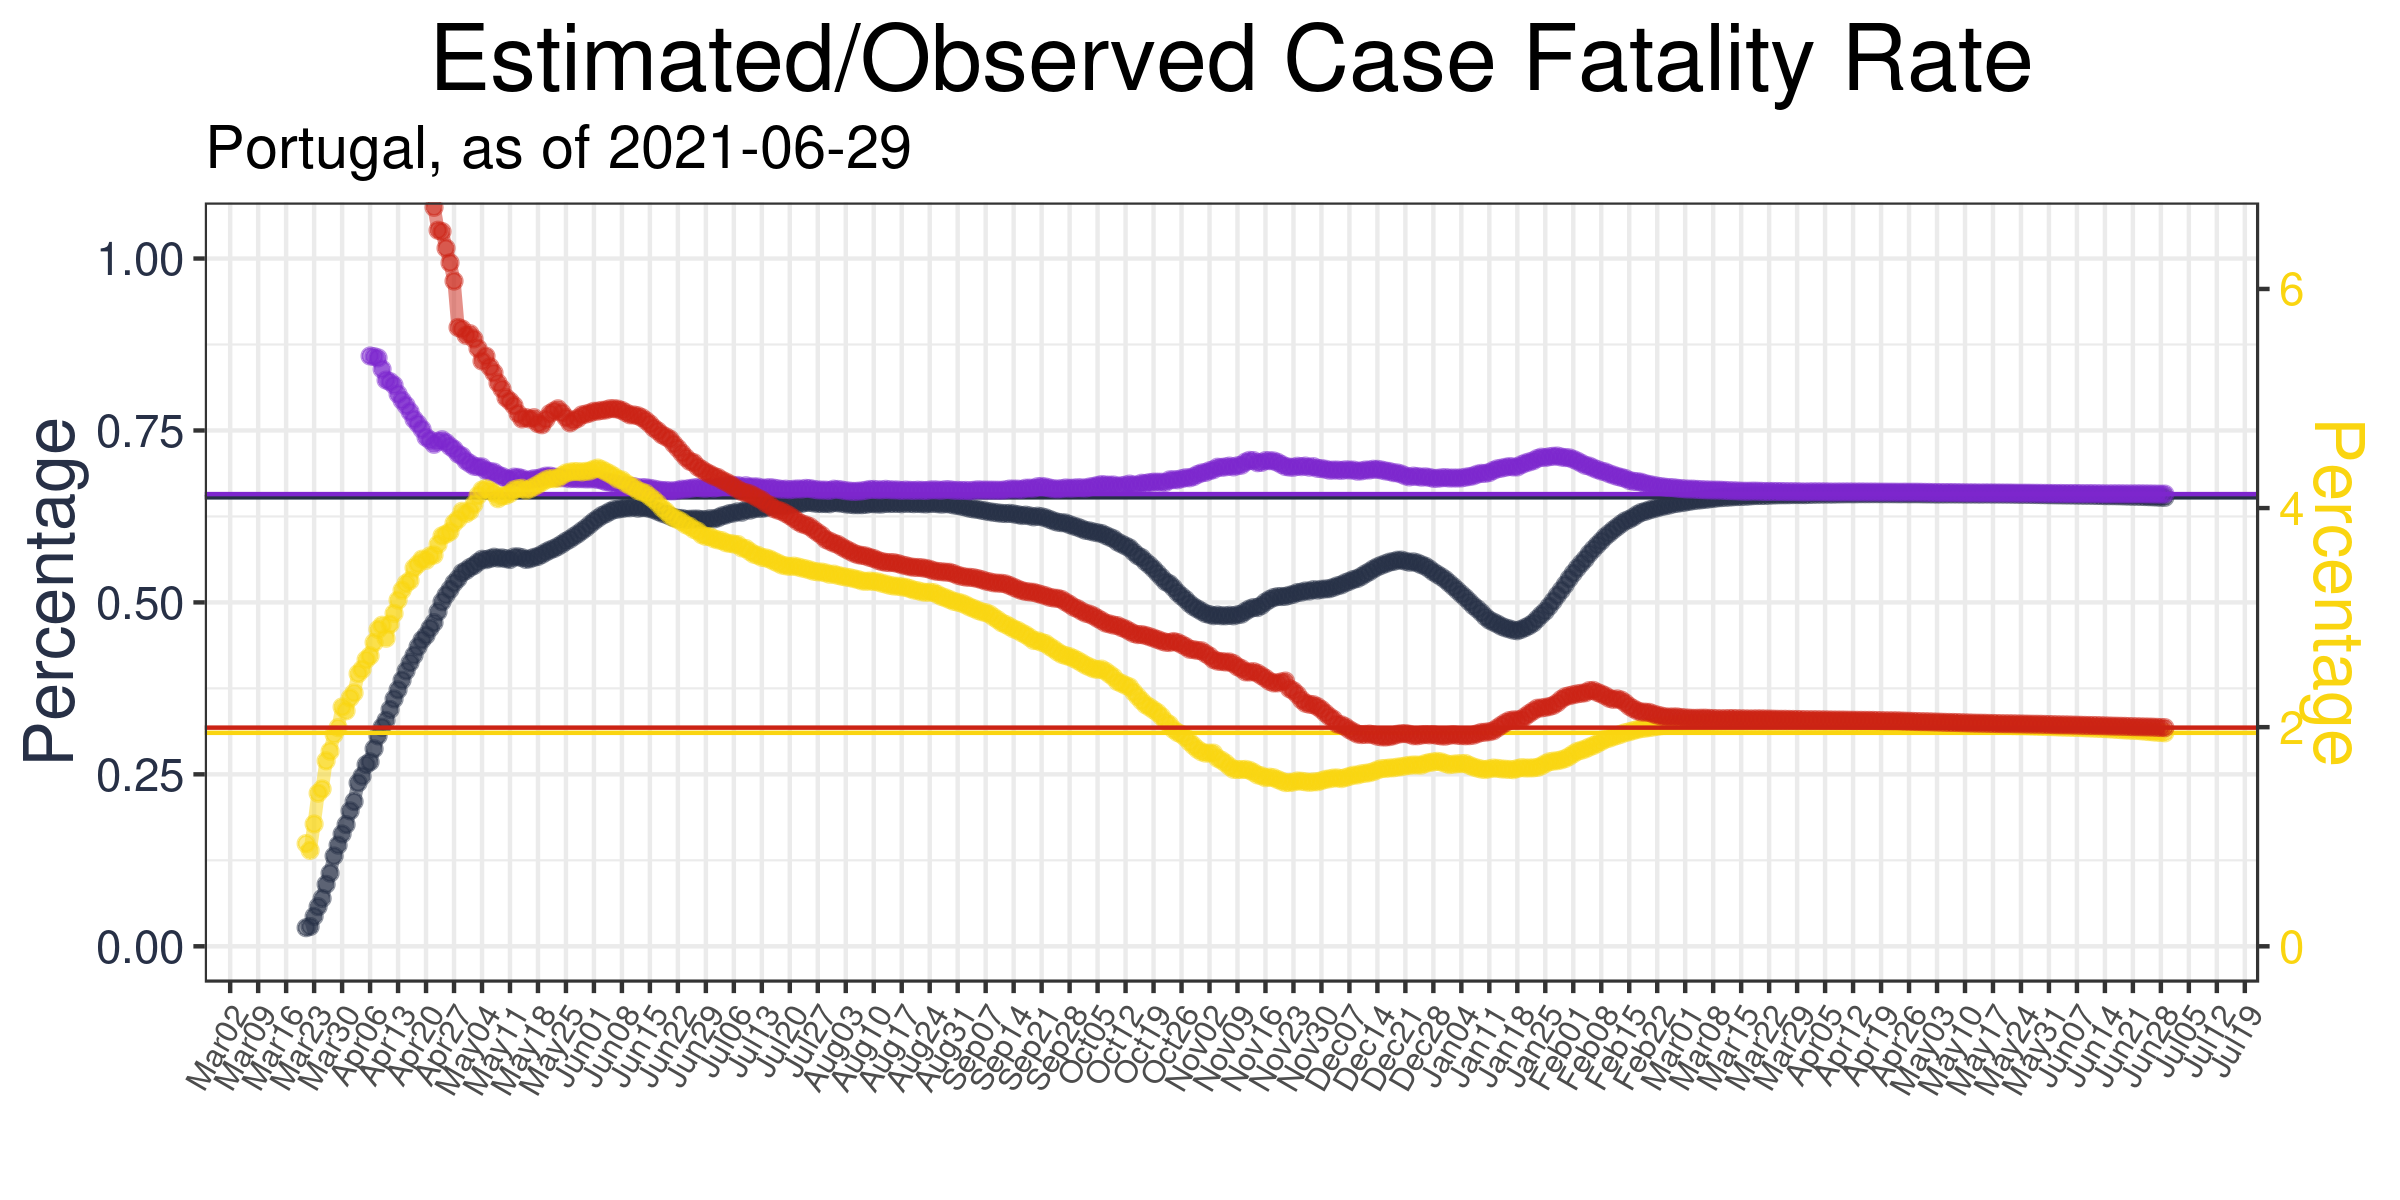 Estimated/Observed Case Fatality Rate
Portugal, as of 2021-06-29
Percentage
1.00
0.75
0.50
0.25
0.00
6
4
2
0
Percentage
Mar02
Mar09
Mar16
Mar23
Mar30
Apr06
Apr13
Apr20
Apr27
May04
May11
May18
May25
Jun01
Jun08
Jun15
Jun22
Jun29
Jul06
Jul13
Jul20
Jul27
Aug03
Aug10
Aug17
Aug24
Aug31
Sep07
Sep14
Sep21
Sep28
Oct05
Oct12
Oct19
Oct26
Nov02
Nov09
Nov16
Nov23
Nov30
Dec07
Dec14
Dec21
Dec28
Jan04
Jan11
Jan18
Jan25
Feb01
Feb08
Feb15
Feb22
Mar01
Mar08
Mar15
Mar22
Mar29
Apr05
Apr12
Apr19
Apr26
May03
May10
May17
May24
May31
Jun07
Jun14
Jun21
Jun28
Jul05
Jul12
Jul19